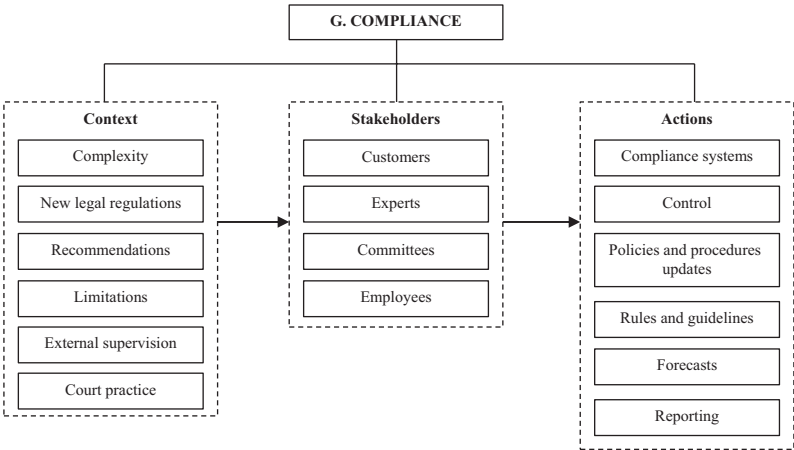 G. COMPLIANCE
Context
Complexity
New legal regulations
Recommendations
Limitations
External supervision
Court practice
Stakeholders
Customers
Experts
Committees
Employees
Actions
Compliance systems
Control
Policies and procedures
updates
Rules and guidelines
Forecasts
Reporting